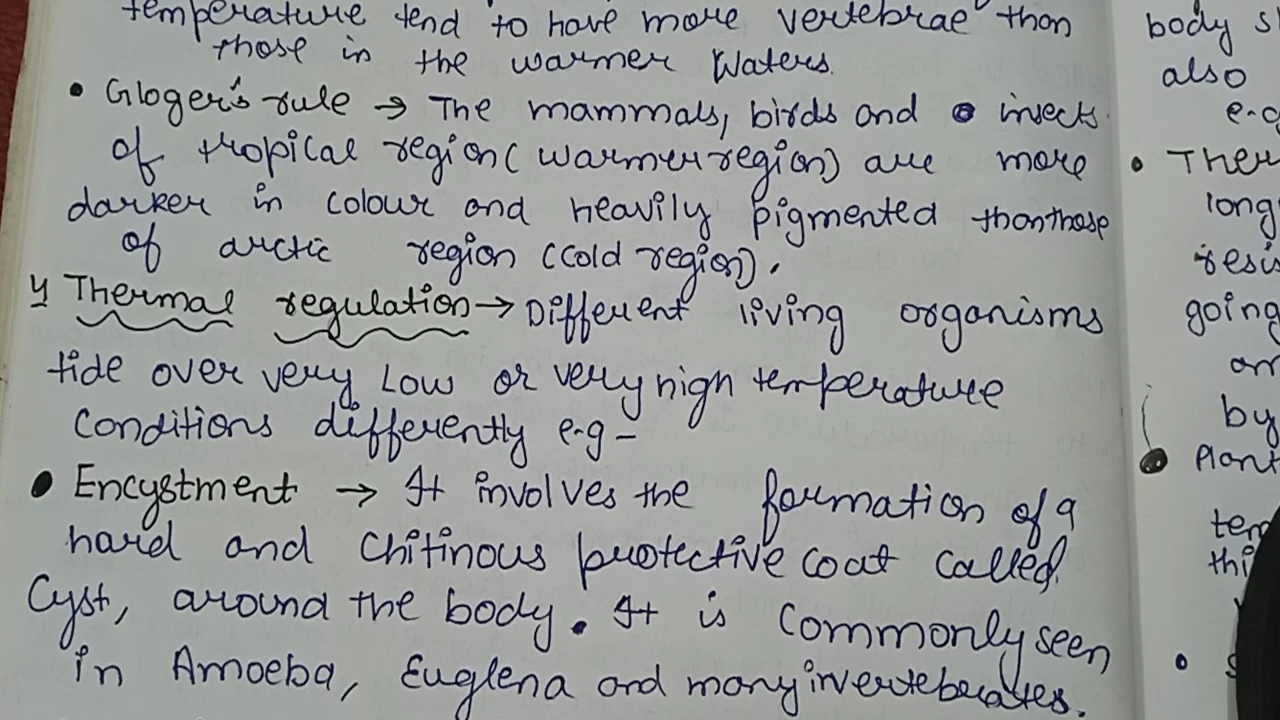 temperature tend to have more vertebrae than
those in the warmer Waters.
• Gloger's rule → The mammals, birds and insects
of tropical region (warmer region) are more
darker in colour and heavily pigmented than those
of arctic region (cold region).
4 Thermal regulation → Different living organisms
tide over very Low or very high temperature
conditions differently e.g -
• Encystment → It involves the formation of a
hard and chitinous protective coat called
Cyst, around the body. It is commonly seen
in Amoeba, Euglena and many invertebrates.
body
also
•
long
going
by
• Plant
•